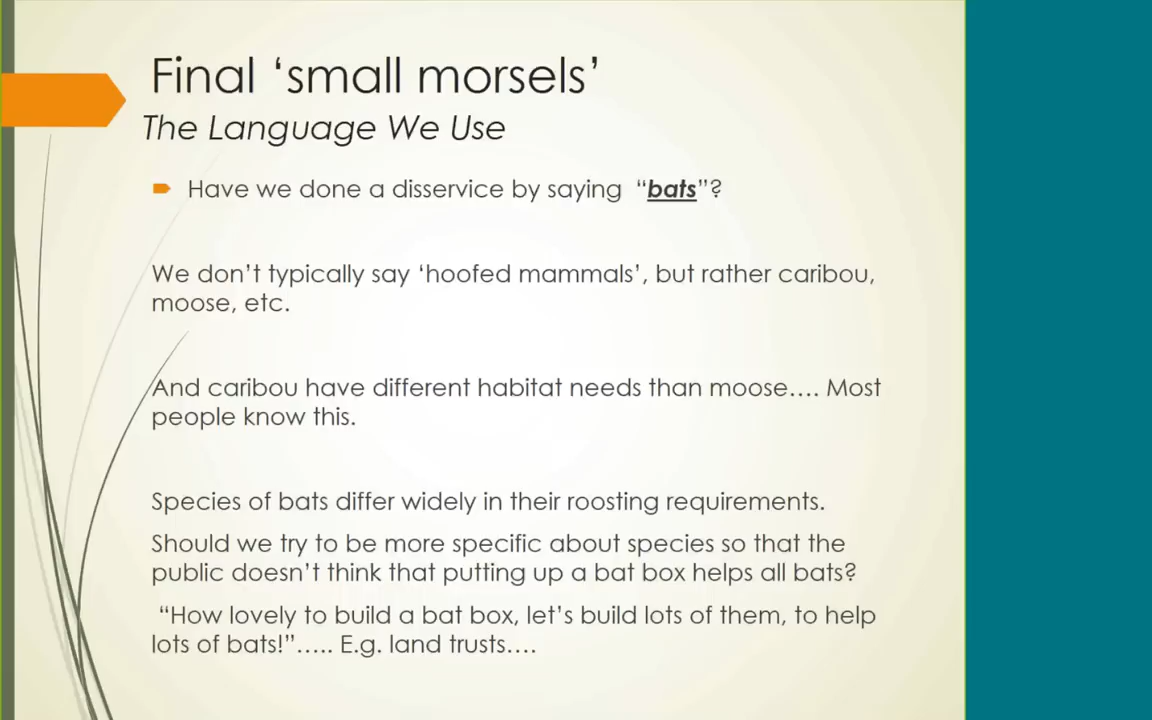 Final ‘small morsels’
The Language We Use
Have we done a disservice by saying “bats”?
We don’t typically say ‘hoofed mammals’, but rather caribou,
moose, etc.
And caribou have different habitat needs than moose…. Most
people know this.
Species of bats differ widely in their roosting requirements.
Should we try to be more specific about species so that the
public doesn’t think that putting up a bat box helps all bats?
“How lovely to build a bat box, let’s build lots of them, to help
lots of bats!”….. E.g. land trusts….